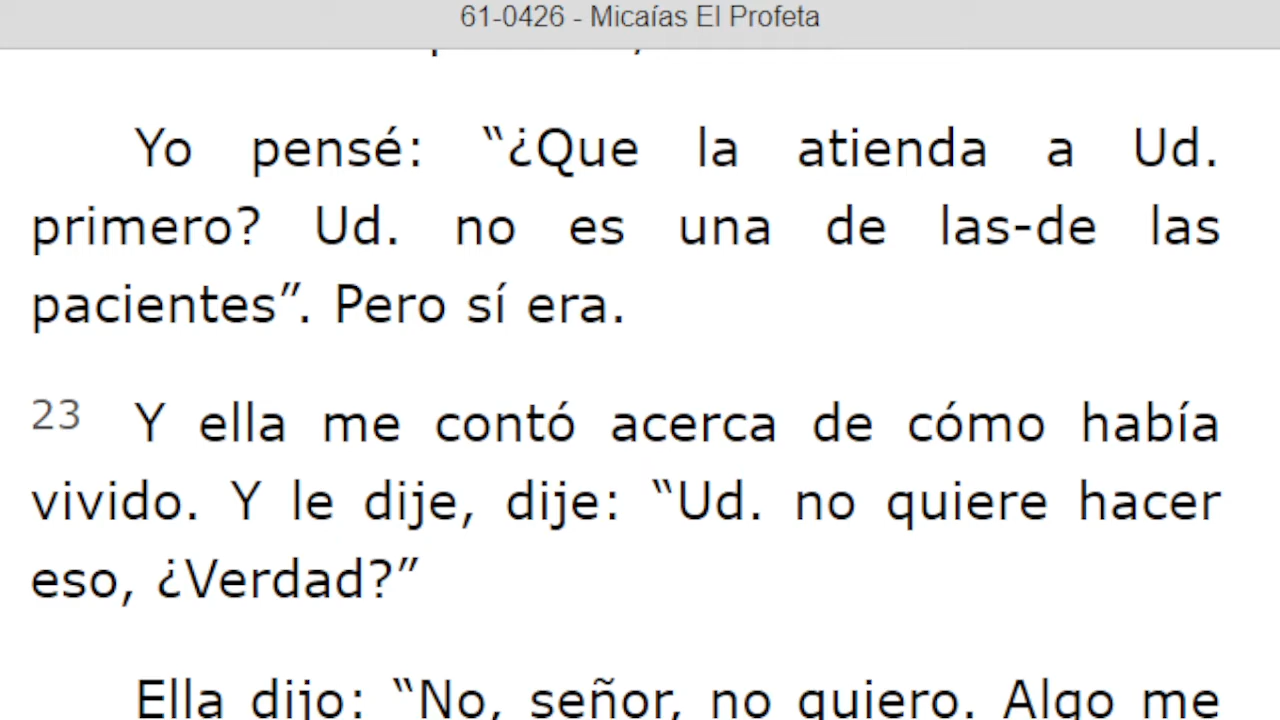 61-0426 - Micaías El Profeta
Yo pensé: “¿Que la atienda a Ud.
primero? Ud. no es una de las-de las
pacientes”. Pero sí era.
23 Y ella me contó acerca de cómo había
vivido. Y le dije, dije: “Ud. no quiere hacer
eso, ¿Verdad?”
Ella dijo: “No, señor, no quiero. Algo me